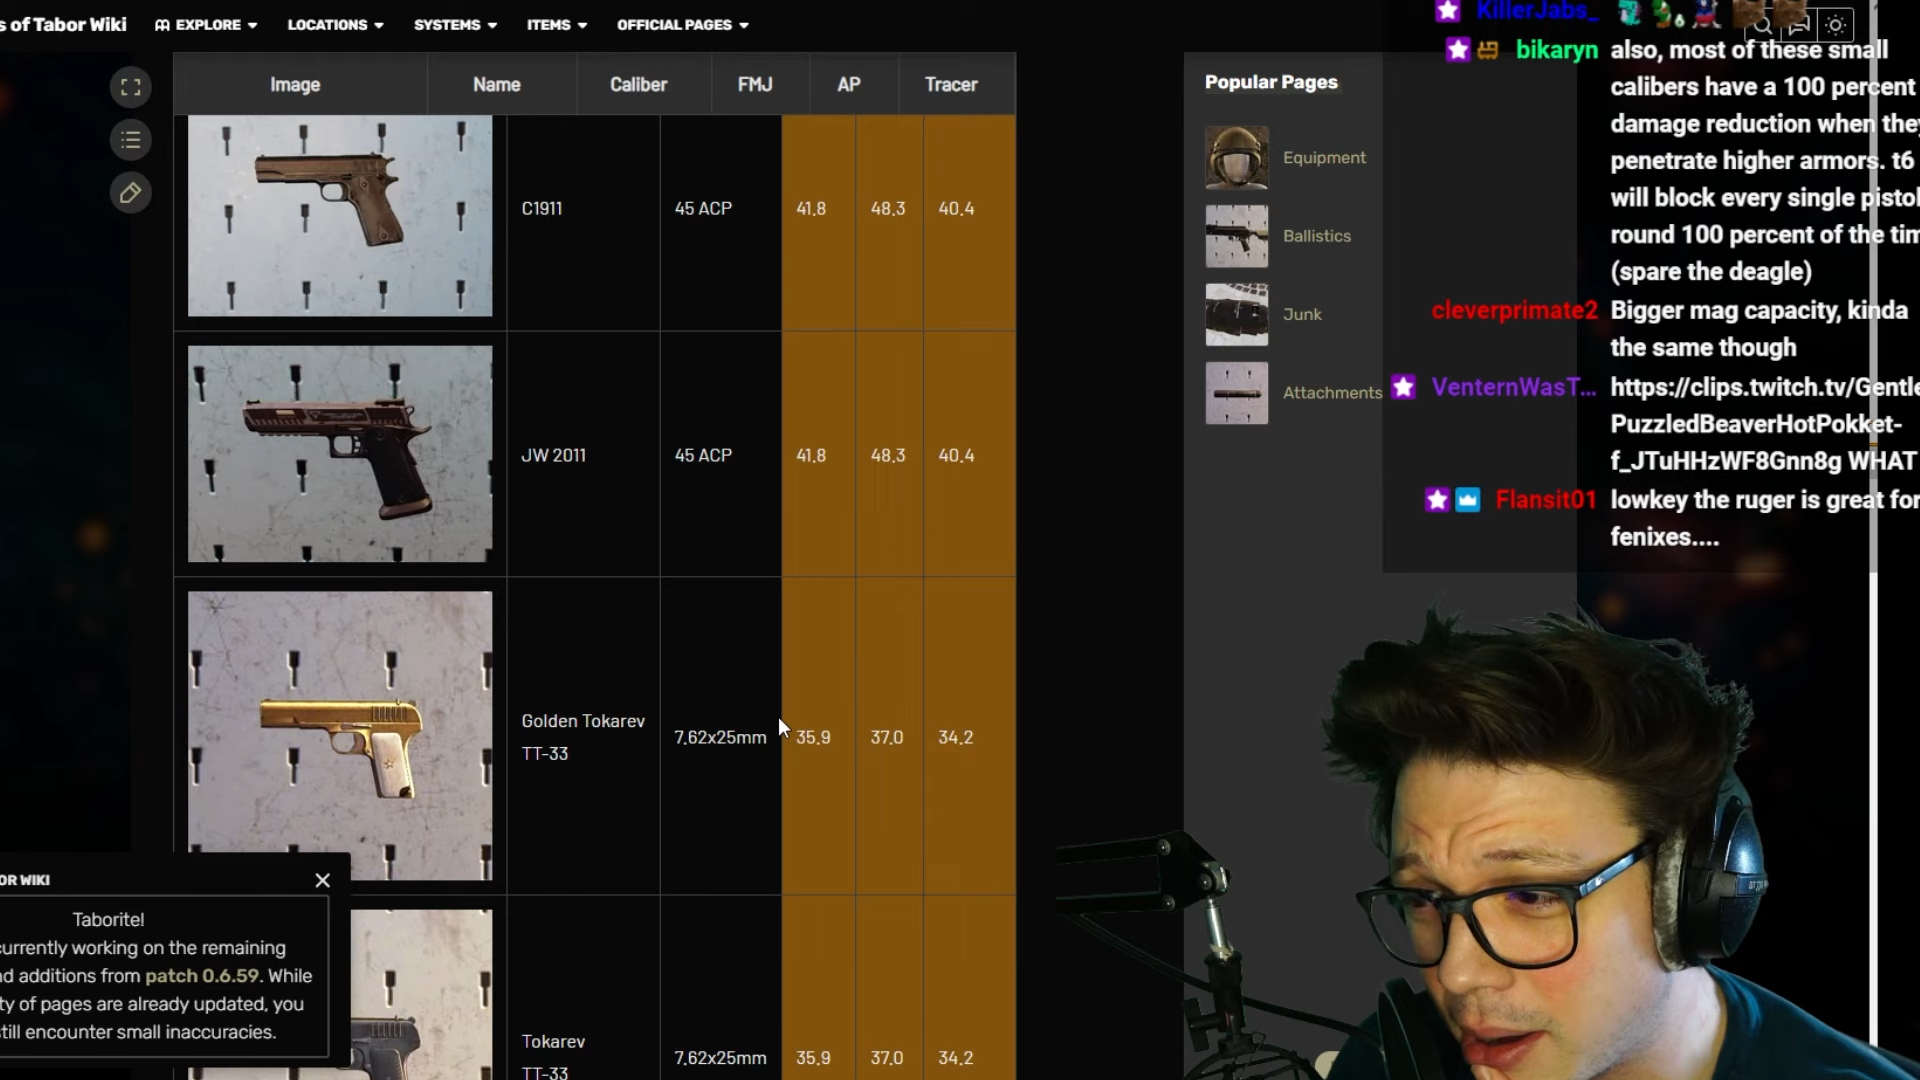 s of Tabor Wiki
EXPLORE
LOCATIONS
SYSTEMS
ITEMS
OFFICIAL PAGES
Image
Name
Caliber
FMJ
AP
Tracer
C1911
45 ACP
41.8
48.3
40.4
JW 2011
45 ACP
41.8
48.3
40.4
Golden Tokarev
TT-33
7.62x25mm
35.9
37.0
34.2
Tokarev
TT-33
7.62x25mm
35.9
37.0
34.2
OR WIKI
Taborite!
currently working on the remaining
nd additions from patch 0.6.59. While
ty of pages are already updated, you
still encounter small inaccuracies.
Popular Pages
Equipment
Ballistics
Junk
Attachments
KillerJabs_
bikaryn also, most of these small
calibers have a 100 percent
damage reduction when they
penetrate higher armors. t6
will block every single pistol
round 100 percent of the tim
(spare the deagle)
cleverprimate2 Bigger mag capacity, kinda
the same though
VenternWasT... https://clips.twitch.tv/Gentle
PuzzledBeaverHotPokket-
f_JTuHHzWF8Gnn8g WHAT
Flansit01 lowkey the ruger is great for
fenixes....